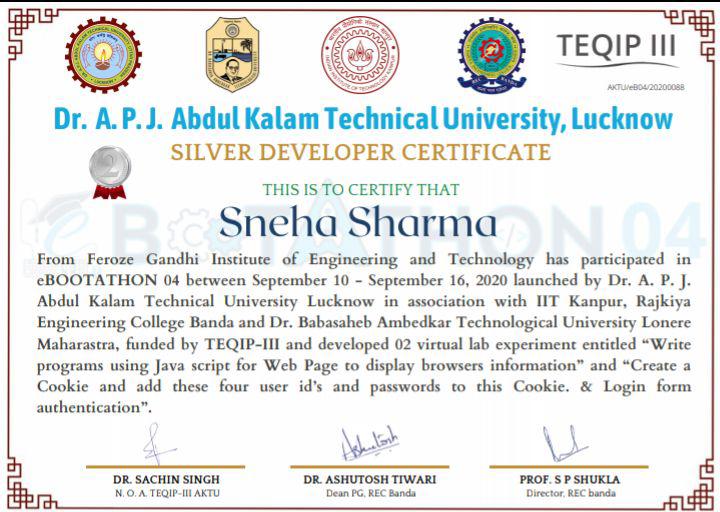 TEQIP III
AKTU/eB04/20200088
Dr. A. P. J. Abdul Kalam Technical University, Lucknow
SILVER DEVELOPER CERTIFICATE
2
THIS IS TO CERTIFY THAT
Sneha Sharma
eBOOTATHON 04
From Feroze Gandhi Institute of Engineering and Technology has participated in
eBOOTATHON 04 between September 10 – September 16, 2020 launched by Dr. A. P. J.
Abdul Kalam Technical University Lucknow in association with IIT Kanpur, Rajkiya
Engineering College Banda and Dr. Babasaheb Ambedkar Technological University Lonere
Maharastra, funded by TEQIP-III and developed 02 virtual lab experiment entitled “Write
programs using Java script for Web Page to display browsers information” and “Create a
Cookie and add these four user id’s and passwords to this Cookie. & Login form
authentication”.
Ashutosh
DR. SACHIN SINGH
N. O. A. TEQIP-III AKTU
DR. ASHUTOSH TIWARI
Dean PG, REC Banda
PROF. S P SHUKLA
Director, REC banda